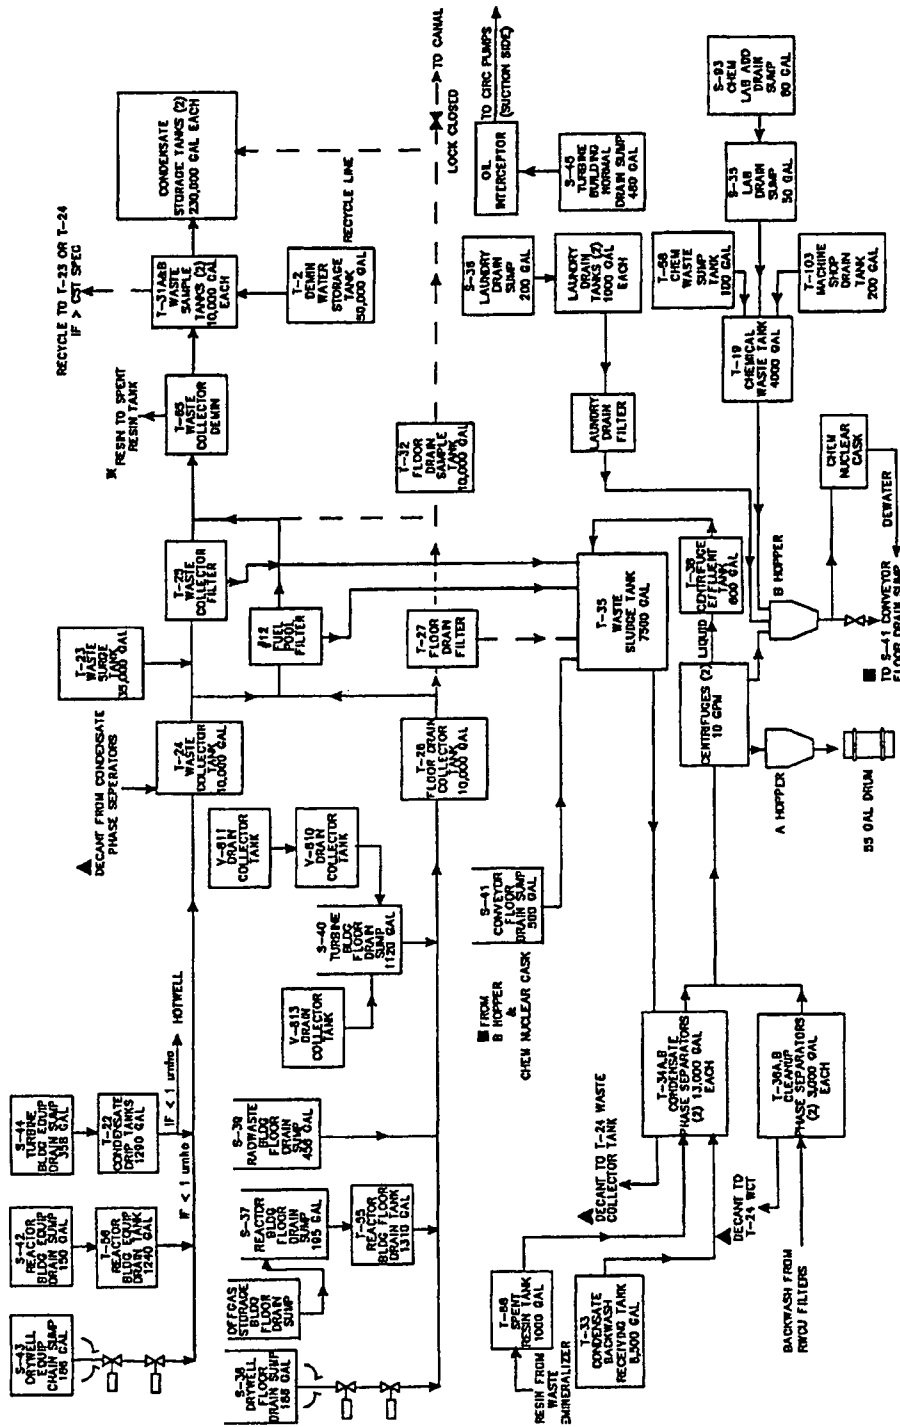 S-43
DRYWELL
EQUIP
CHAIN SUMP
186 GAL
S-42
REACTOR
BLDG EQUIP
DRAIN SUMP
150 GAL
T-56
REACTOR
BLDG EQUIP
DRAIN TANK
1240 GAL
S-44
TURBINE
BLDG EQUIP
DRAIN SUMP
358 GAL
T-22
CONDENSATE
DRIP TANKS
1200 GAL
IF < 1 umho
HOTWELL
IF < 1 umho
DECANT FROM CONDENSATE
PHASE SEPERATORS
T-24
WASTE
COLLECTOR
TANK
10,000 GAL
T-23
WASTE
SURGE
TANK
35,000 GAL
T-25
WASTE
COLLECTOR
FILTER
#12
FUEL
POOL
FILTER
RESIN TO SPENT
RESIN TANK
T-65
WASTE
COLLECTOR
DEMIN
RECYCLE TO T-23 OR T-24
IF > CST SPEC
T-31A&B
WASTE
SAMPLE
TANKS (2)
10,000 GAL
EACH
T-2
DEMIN
WATER
STORAGE
TANK
50,000 GAL
CONDENSATE
STORAGE TANKS (2)
230,000 GAL EACH
RECYCLE LINE
S-38
DRYWELL
FLOOR
DRAIN SUMP
188 GAL
OFFGAS
STORAGE
BLDG
FLOOR
DRAIN
SUMP
S-37
REACTOR
BLDG
FLOOR
DRAIN
SUMP
105 GAL
T-55
REACTOR
BLDG FLOOR
DRAIN TANK
1310 GAL
S-39
RADWASTE
BLDG
FLOOR
DRAIN
SUMP
456 GAL
V-813
DRAIN
COLLECTOR
TANK
S-40
TURBINE
BLDG
FLOOR
DRAIN
SUMP
1120 GAL
V-811
DRAIN
COLLECTOR
TANK
V-810
DRAIN
COLLECTOR
TANK
T-26
FLOOR DRAIN
COLLECTOR
TANK
10,000 GAL
T-27
FLOOR
DRAIN
FILTER
T-32
FLOOR
DRAIN
SAMPLE
TANK
10,000 GAL
LOCK CLOSED
TO CANAL
OIL
INTERCEPTOR
TO CIRC PUMPS
(SUCTION SIDE)
S-45
TURBINE
BUILDING
NORMAL
DRAIN SUMP
480 GAL
S-36
LAUNDRY
DRAIN
SUMP
200 GAL
LAUNDRY
DRAIN
TANKS (2)
1000 GAL
EACH
LAUNDRY
DRAIN
FILTER
FROM
B HOPPER
&
CHEM NUCLEAR CASK
S-41
CONVEYOR
FLOOR
DRAIN SUMP
500 GAL
T-35
WASTE
SLUDGE TANK
7500 GAL
RESIN FROM
WASTE
EMINERALIZER
T-68
SPENT
RESIN TANK
1000 GAL
T-33
CONDENSATE
BACKWASH
RECEIVING TANK
8,500 GAL
DECANT TO T-24 WASTE
COLLECTOR TANK
T-34A,B
CONDENSATE
PHASE SEPARATORS
(2) 13,000 GAL
EACH
DECANT TO
T-24 WCT
BACKWASH FROM
RWCU FILTERS
T-36A,B
CLEANUP
PHASE SEPARATORS
(2) 3,000 GAL
EACH
CENTRIFUGES (2)
10 GPM
LIQUID
T-38
CENTRIFUGE
EFFLUENT
TANK
600 GAL
A HOPPER
55 GAL DRUM
B HOPPER
CHEM
NUCLEAR
CASK
DEWATER
TO S-41 CONVEYOR
FLOOR DRAIN SUMP
T-19
CHEMICAL
WASTE TANK
4000 GAL
CHEM
WASTE
SUMP
TANK
100 GAL
T-103
MACHINE
SHOP
DRAIN
TANK
200 GAL
S-35
LAB
DRAIN
SUMP
50 GAL
S-93
CHEM
LAB ADD
DRAIN
SUMP
60 GAL